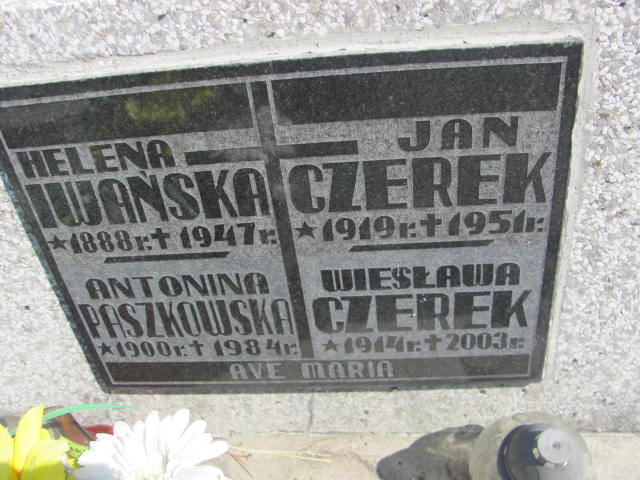 HELENA
IWAŃSKA
★1888r.✝1947r.
ANTONINA
PASZKOWSKA
★1900r.✝1984r.
JAN
CZEREK
★1919r.✝1951r.
WIESŁAWA
CZEREK
★1914r.✝2003r.
AVE MARIA